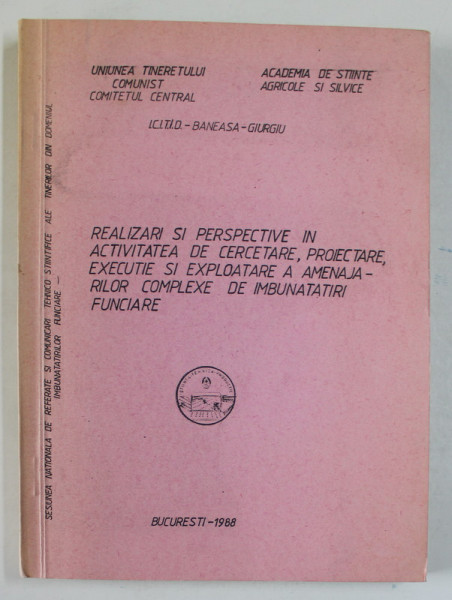 UNIUNEA TINERETULUI
COMUNIST
COMITETUL CENTRAL
ACADEMIA DE STIINTE
AGRICOLE SI SILVICE
I.C.I.T.I.D. - BANEASA - GIURGIU
REALIZARI SI PERSPECTIVE IN
ACTIVITATEA DE CERCETARE, PROIECTARE,
EXECUTIE SI EXPLOATARE A AMENAJA-
RILOR COMPLEXE DE IMBUNATATIRI
FUNCIARE
BUCURESTI - 1988
SESIUNEA NATIONALA DE REFERATE SI COMUNICARI TEHNICO STIINTIFICE ALE TINERILOR DIN DOMENIUL
IMBUNATATIRILOR FUNCIARE